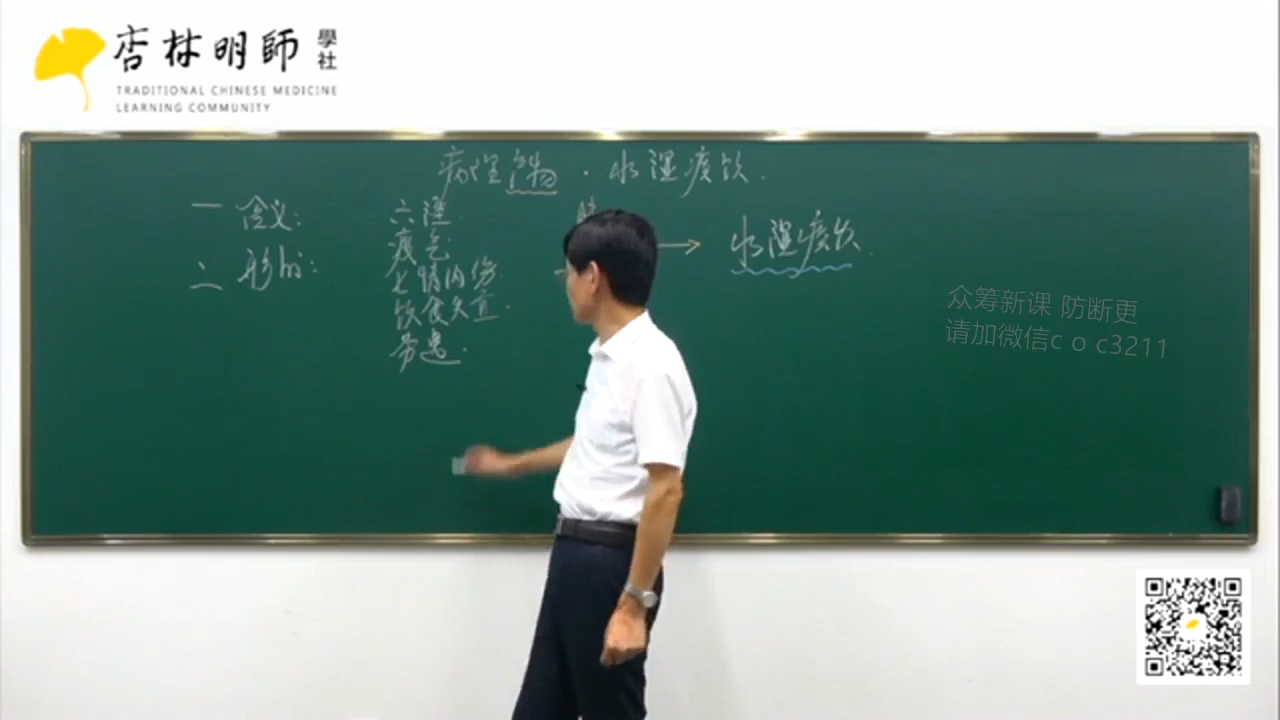 杏林明師 學社
TRADITIONAL CHINESE MEDICINE
LEARNING COMMUNITY
病理产物·水湿痰饮.
一 含义:
二 形成:
六淫
疫气
七情内伤
饮食失宜.
劳逸.
水湿痰饮.
众筹新课 防断更
请加微信c o c3211